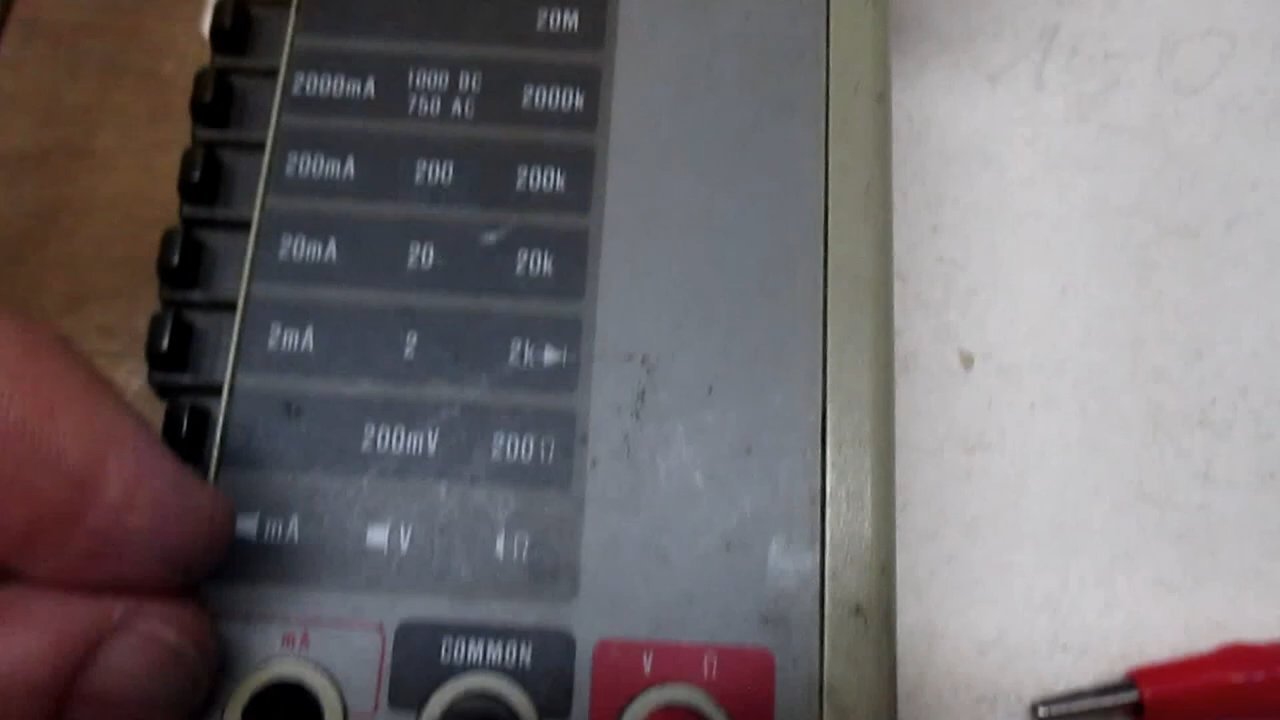 20M
2000mA 1000 DC 2000k
750 AC
200mA 200 200k
20mA 20 20k
2mA 2 2k
200mV 200Ω
mA V Ω
mA COMMON V Ω